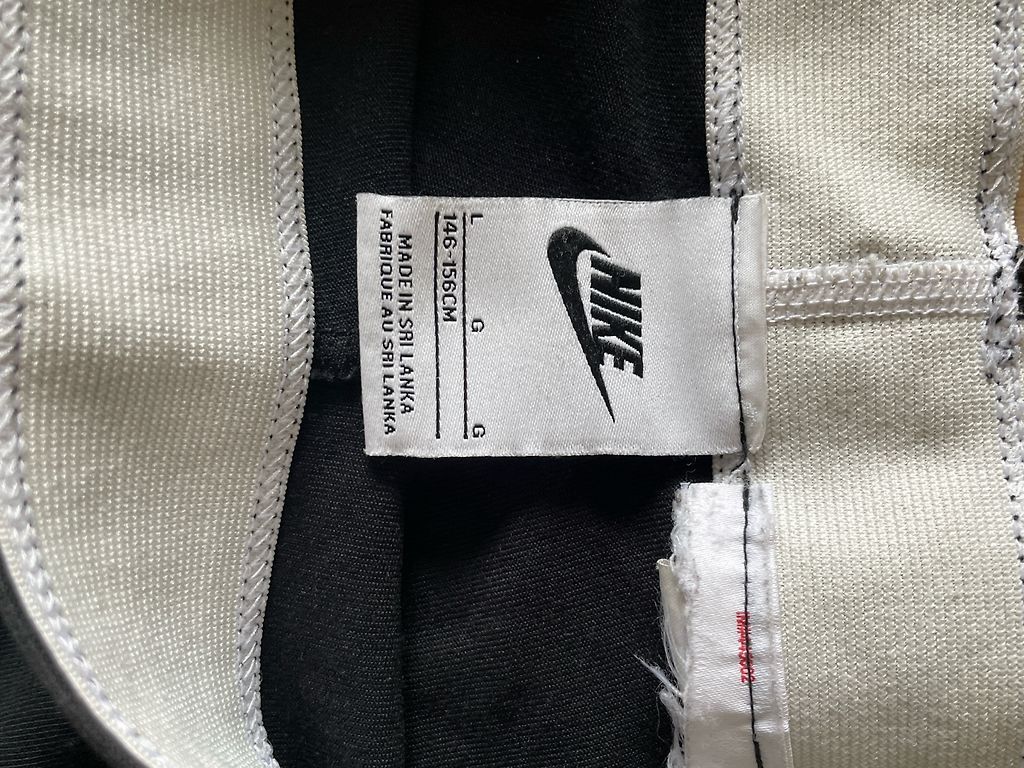 NIKE
L G G
146-156CM
MADE IN SRI LANKA
FABRIQUE AU SRI LANKA